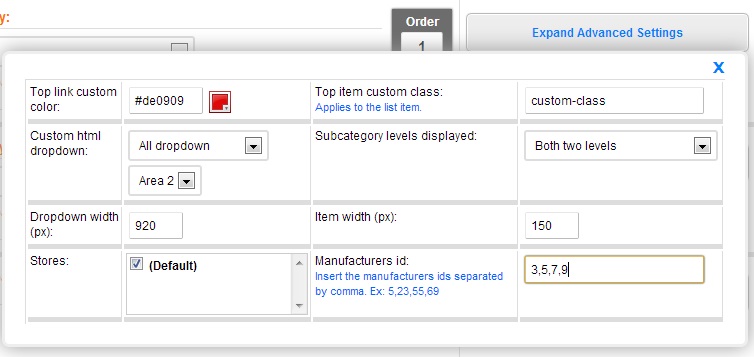 y:
Order
1
Expand Advanced Settings
X
Top link custom color:
#de0909
Top item custom class:
Applies to the list item.
custom-class
Custom html dropdown:
All dropdown
Area 2
Subcategory levels displayed:
Both two levels
Dropdown width (px):
920
Item width (px):
150
Stores:
(Default)
Manufacturers id:
Insert the manufacturers ids separated
by comma. Ex: 5,23,55,69
3,5,7,9